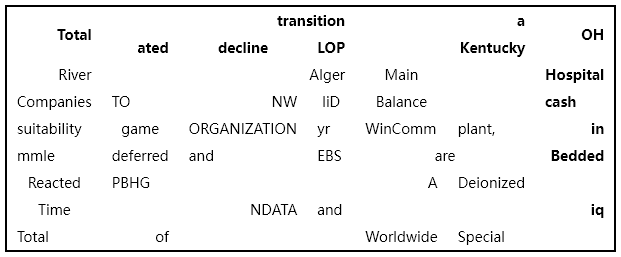 Total transition a OH
ated decline LOP Kentucky
River Alger Main Hospital
Companies TO NW liD Balance cash
suitability game ORGANIZATION yr WinComm plant, in
mmle deferred and EBS are Bedded
Reacted PBHG A Deionized
Time NDATA and iq
Total of Worldwide Special